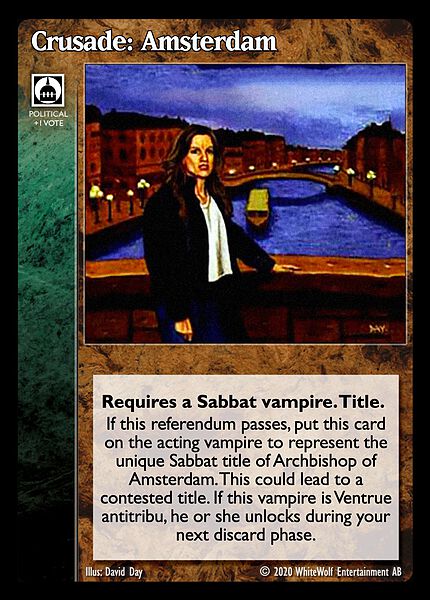 Crusade: Amsterdam
POLITICAL
+1 VOTE
DAY
Requires a Sabbat vampire. Title.
If this referendum passes, put this card
on the acting vampire to represent the
unique Sabbat title of Archbishop of
Amsterdam. This could lead to a
contested title. If this vampire is Ventrue
antitribu, he or she unlocks during your
next discard phase.
Illus: David Day © 2020 WhiteWolf Entertainment AB